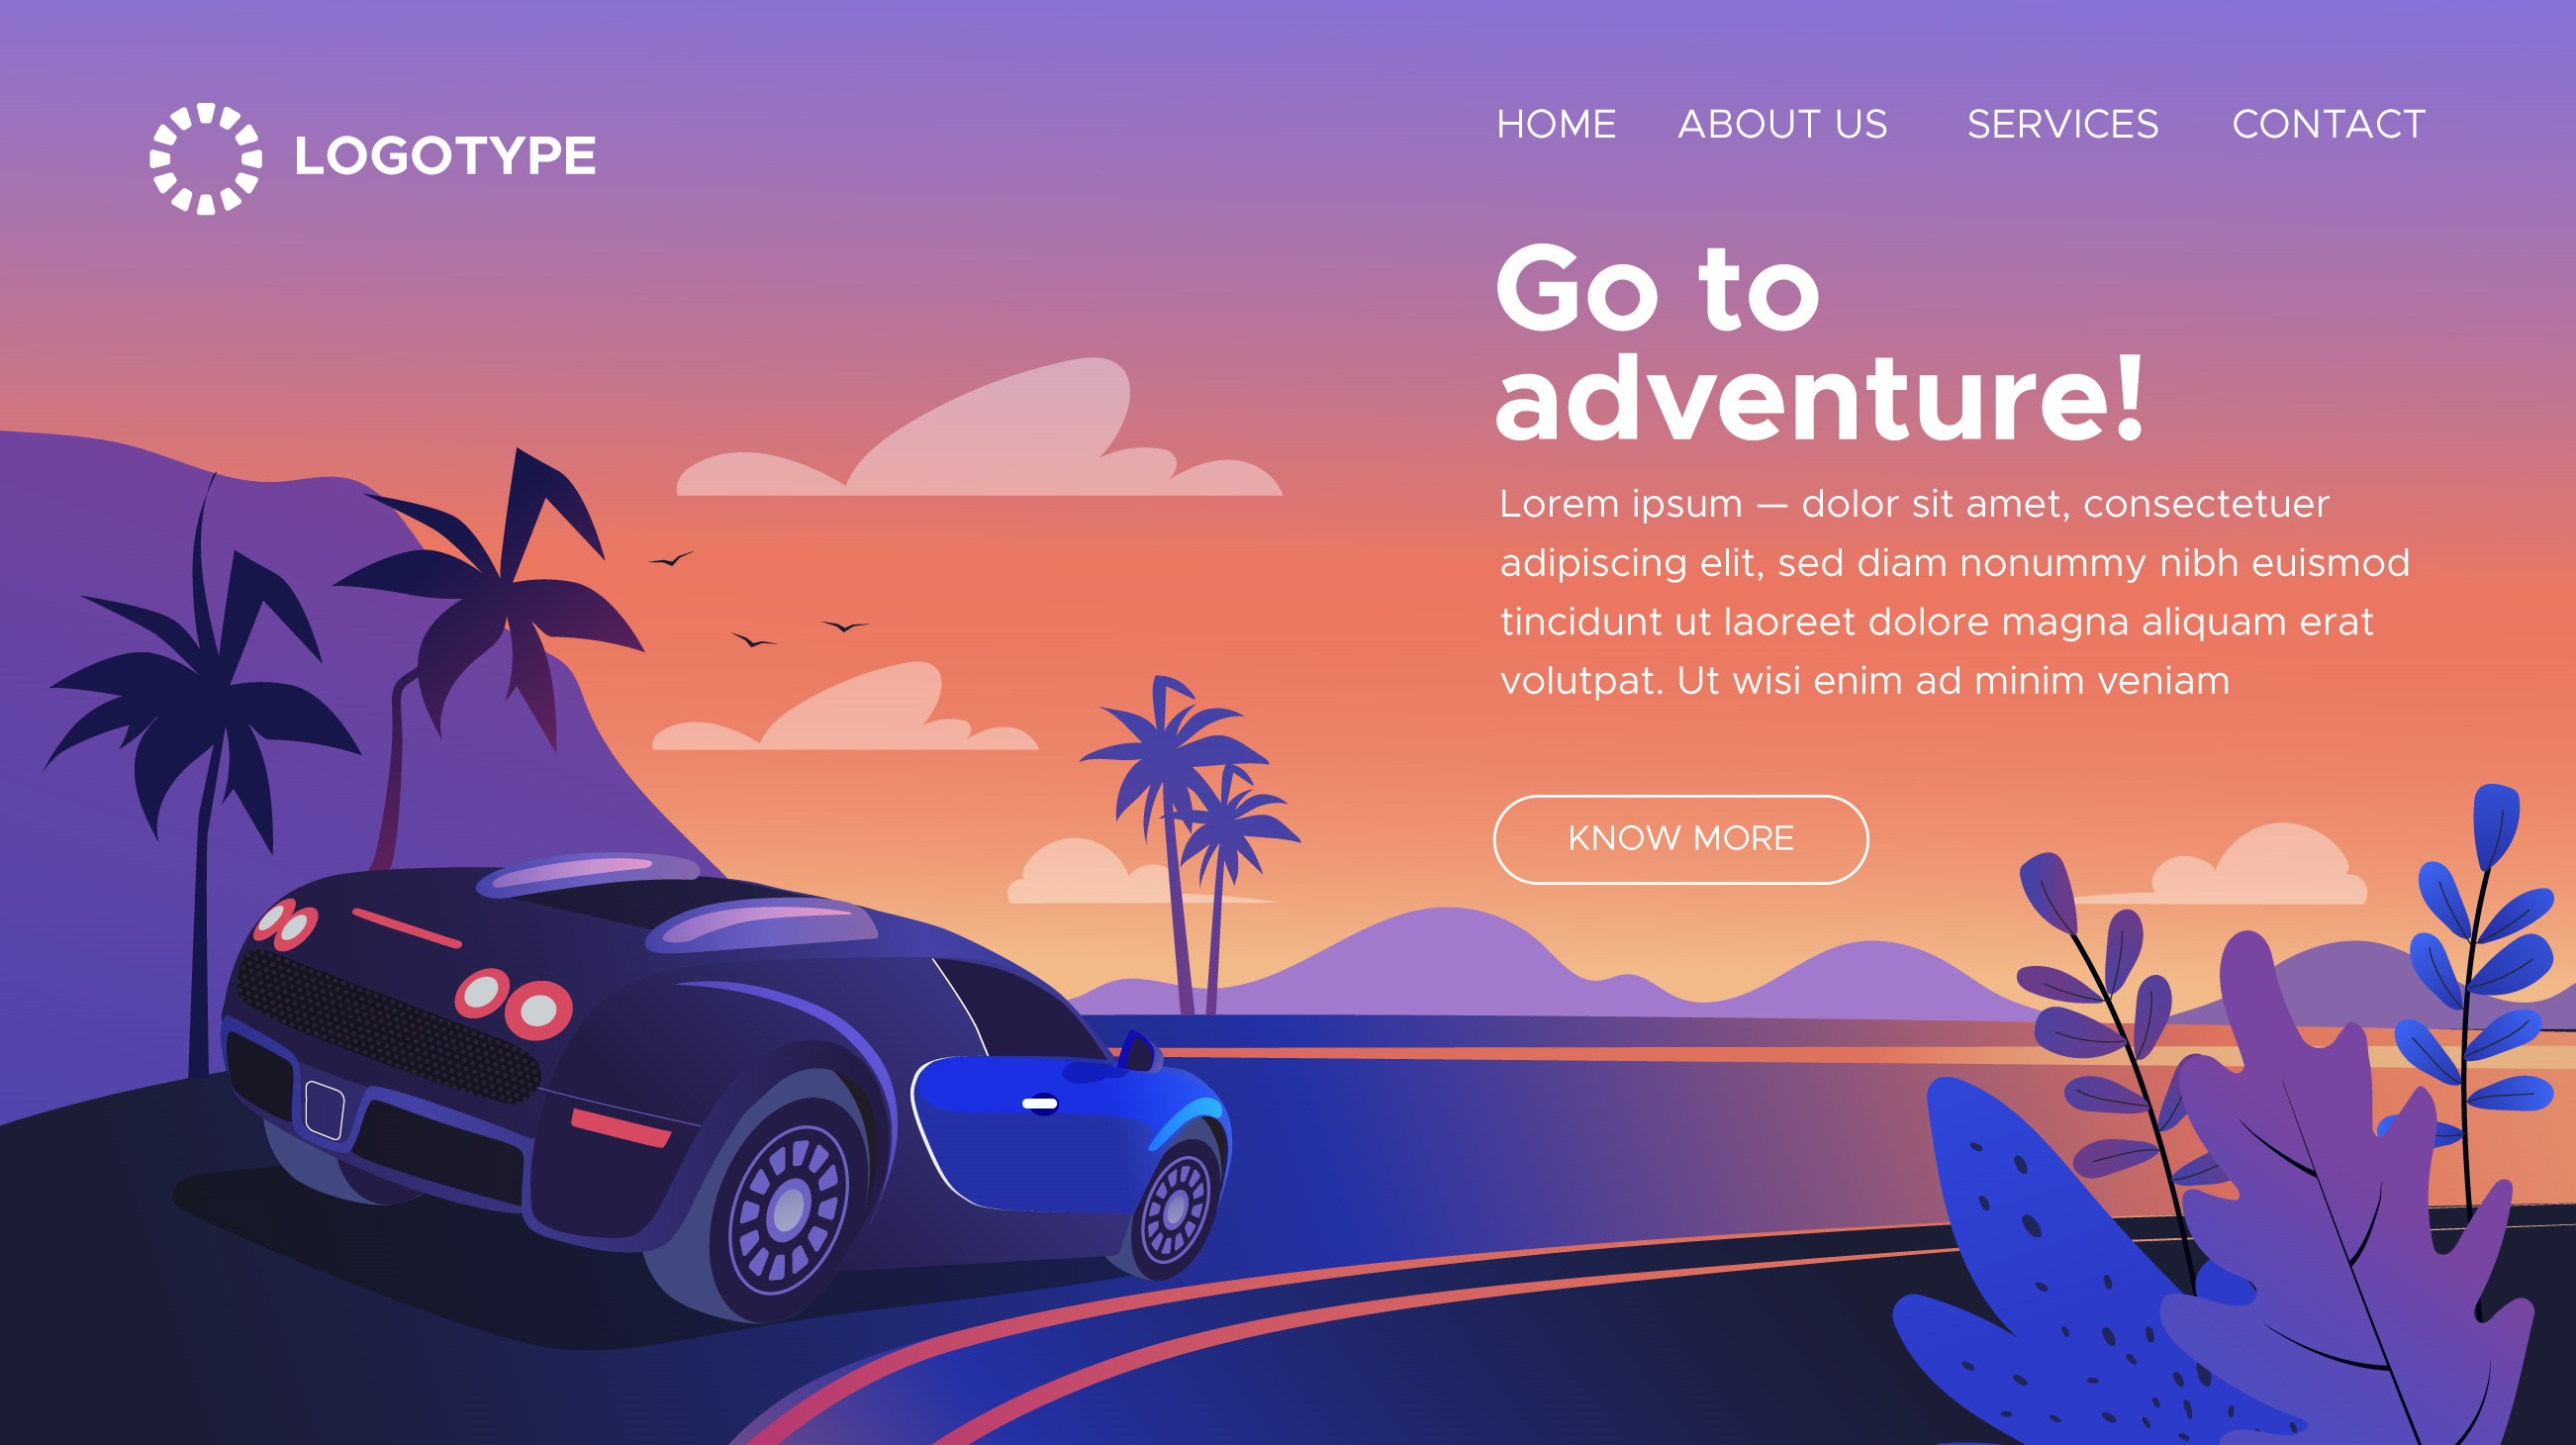 LOGOTYPE
HOME ABOUT US SERVICES CONTACT
Go to
adventure!
Lorem ipsum — dolor sit amet, consectetuer
adipiscing elit, sed diam nonummy nibh euismod
tincidunt ut laoreet dolore magna aliquam erat
volutpat. Ut wisi enim ad minim veniam
KNOW MORE